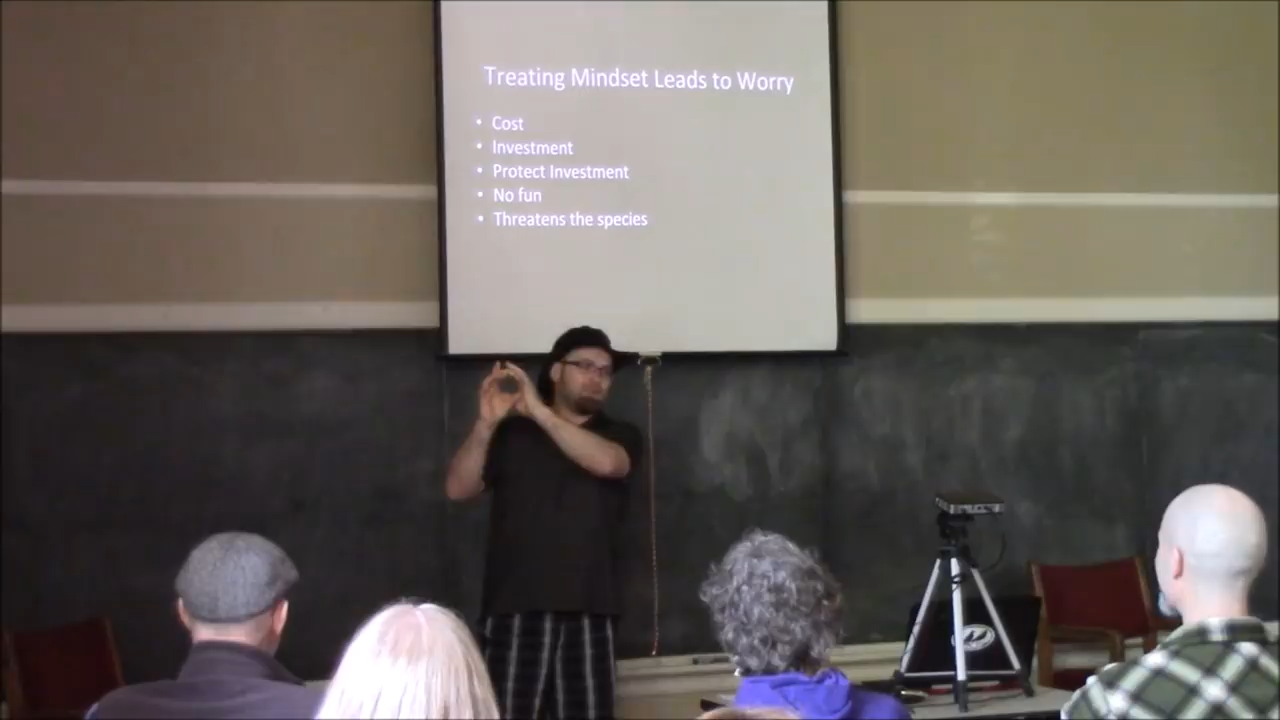 Treating Mindset Leads to Worry
• Cost
• Investment
• Protect Investment
• No fun
• Threatens the species